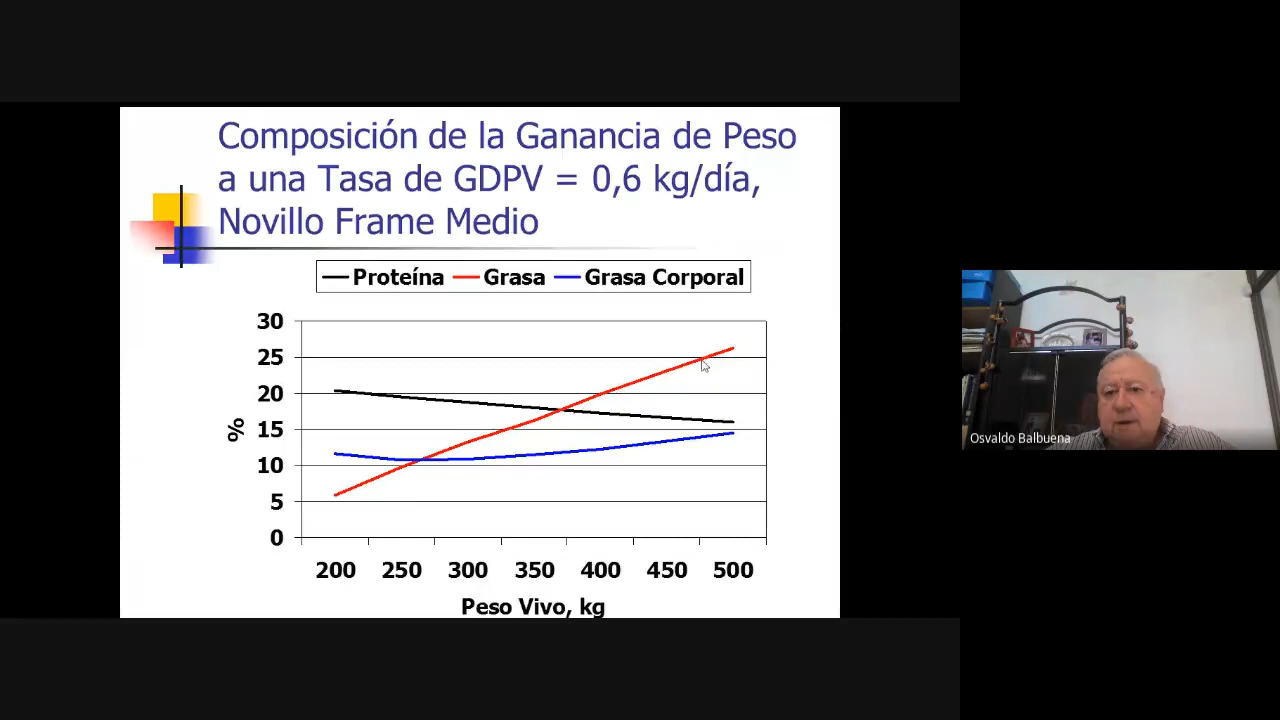 Composición de la Ganancia de Peso
a una Tasa de GDPV = 0,6 kg/día,
Novillo Frame Medio
Proteína Grasa Grasa Corporal
30
25
20
15
10
5
0
%
200 250 300 350 400 450 500
Peso Vivo, kg
Osvaldo Balbuena